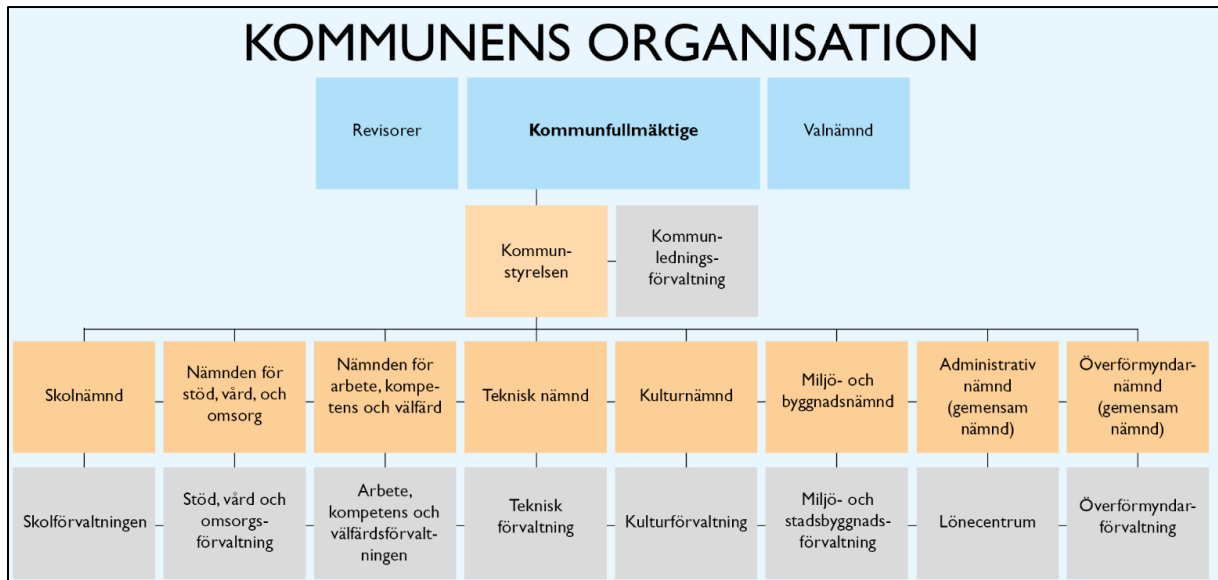 KOMMUNENS ORGANISATION
Revisorer
Kommunfullmäktige
Valnämnd
Kommun-
styrelsen
Kommun-
lednings-
förvaltning
Skolnämnd
Nämnden för
stöd, vård, och
omsorg
Nämnden för
arbete, kompe-
tens och välfärd
Teknisk nämnd
Kulturnämnd
Miljö- och
byggnadsnämnd
Administrativ
nämnd
(gemensam
nämnd)
Överförmyndar-
nämnd
(gemensam
nämnd)
Skolförvaltningen
Stöd, vård och
omsorgs-
förvaltning
Arbete,
kompetens och
välfärdsförvalt-
ningen
Teknisk
förvaltning
Kulturförvaltning
Miljö- och
stadsbyggnads-
förvaltning
Lönecentrum
Överförmyndar-
förvaltning